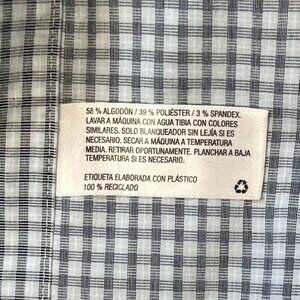 58 % ALGODÓN / 39 % POLIÉSTER / 3 % SPANDEX.
LAVAR A MÁQUINA CON AGUA TIBIA CON COLORES
SIMILARES. SOLO BLANQUEADOR SIN LEJÍA SI ES
NECESARIO. SECAR A MÁQUINA A TEMPERATURA
MEDIA. RETIRAR OPORTUNAMENTE. PLANCHAR A BAJA
TEMPERATURA SI ES NECESARIO.
ETIQUETA ELABORADA CON PLÁSTICO
100 % RECICLADO